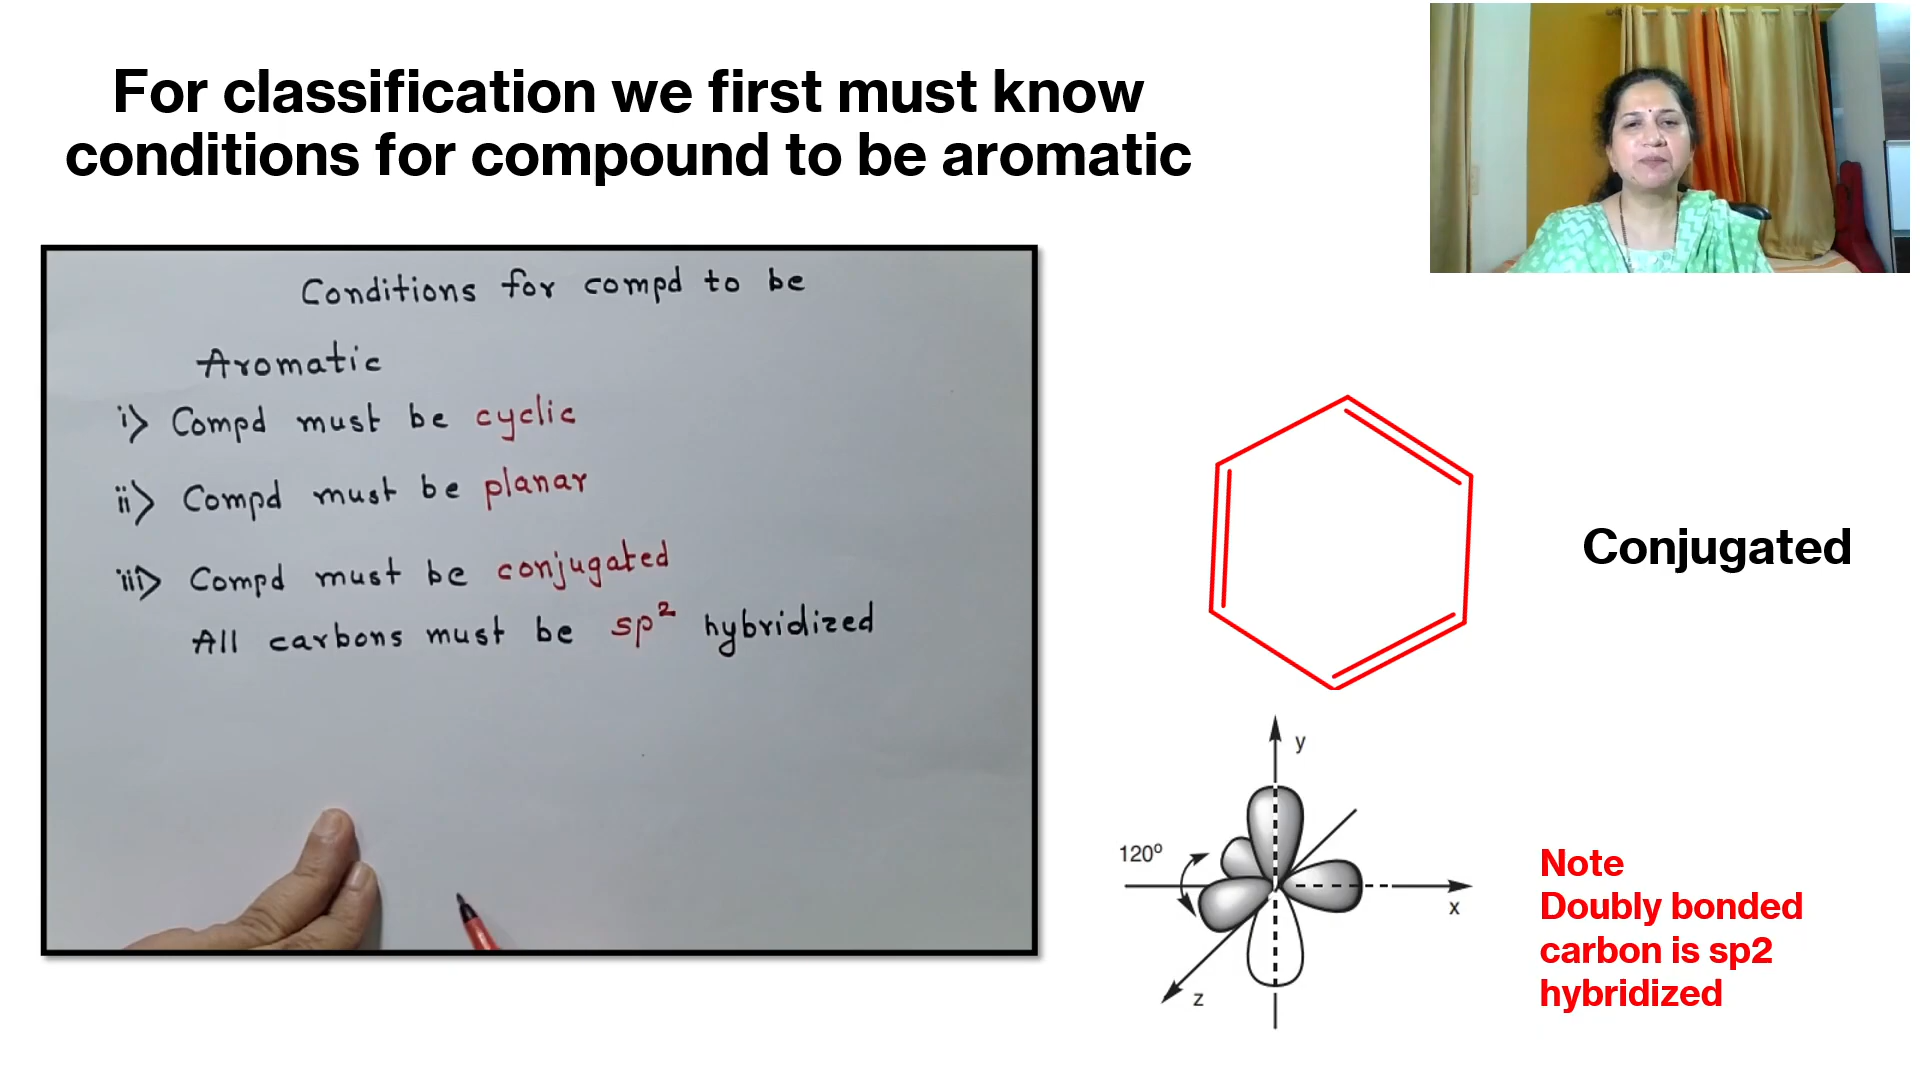 For classification we first must know
conditions for compound to be aromatic
Conditions for compd to be
Aromatic
i) Compd must be cyclic
ii) Compd must be planar
iii) Compd must be conjugated
All carbons must be sp² hybridized
Conjugated
y
120º
x
z
Note
Doubly bonded
carbon is sp2
hybridized